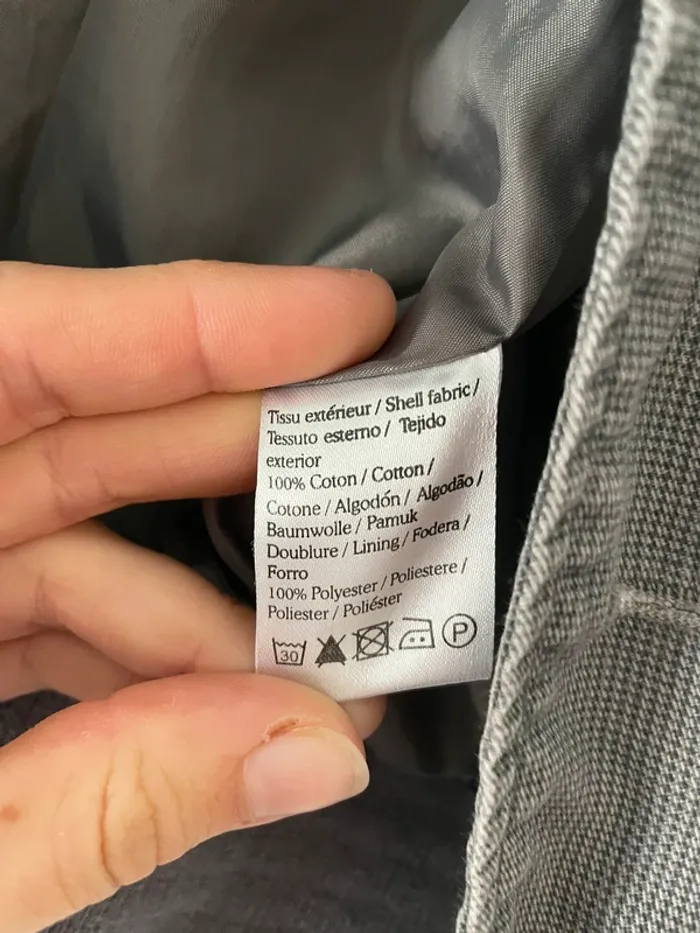 Tissu extérieur / Shell fabric /
Tessuto esterno / Tejido
exterior
100% Coton / Cotton /
Cotone / Algodón / Algodão /
Baumwolle / Pamuk
Doublure / Lining / Fodera /
Forro
100% Polyester / Poliestere /
Poliester / Poliéster
30 P